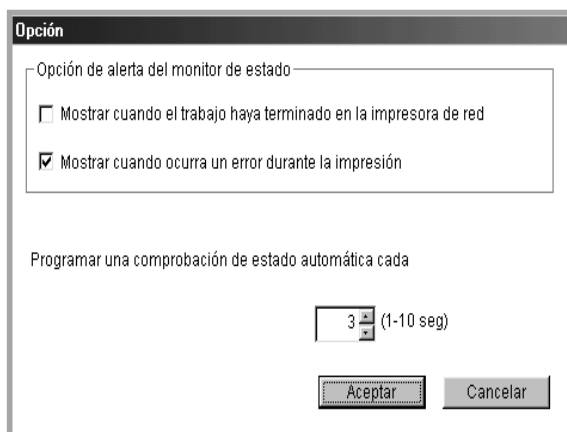 Opción
Opción de alerta del monitor de estado
Mostrar cuando el trabajo haya terminado en la impresora de red
Mostrar cuando ocurra un error durante la impresión
Programar una comprobación de estado automática cada
3 (1-10 seg)
Aceptar Cancelar